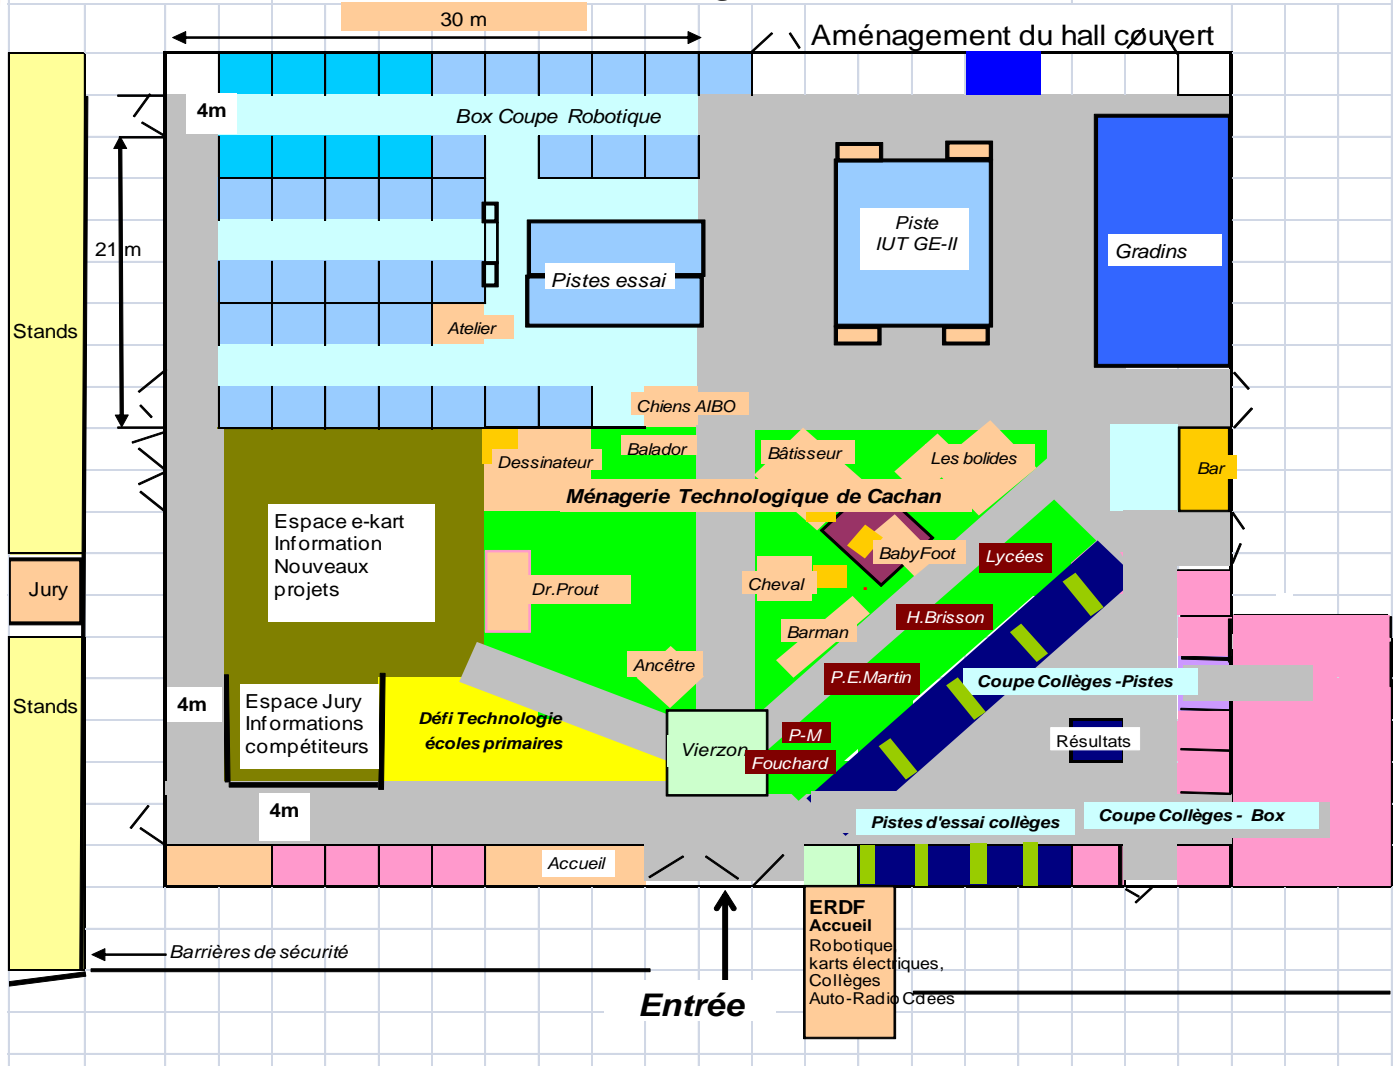 30 m
Aménagement du hall couvert
4m
Box Coupe Robotique
21 m
Piste
IUT GE-II
Gradins
Pistes essai
Stands
Atelier
Chiens AIBO
Balador
Bâtisseur
Les bolides
Dessinateur
Bar
Ménagerie Technologique de Cachan
Espace e-kart
Information
Nouveaux
projets
BabyFoot
Lycées
Jury
Dr.Prout
Cheval
H.Brisson
Barman
Ancêtre
P.E.Martin
Coupe Collèges -Pistes
4m
Espace Jury
Informations
compétiteurs
Stands
Défi Technologie
écoles primaires
Vierzon
P-M
Fouchard
Résultats
4m
Pistes d'essai collèges
Coupe Collèges - Box
Accueil
ERDF
Accueil
Robotique,
karts électriques,
Collèges
Auto-Radio Cdees
Barrières de sécurité
Entrée